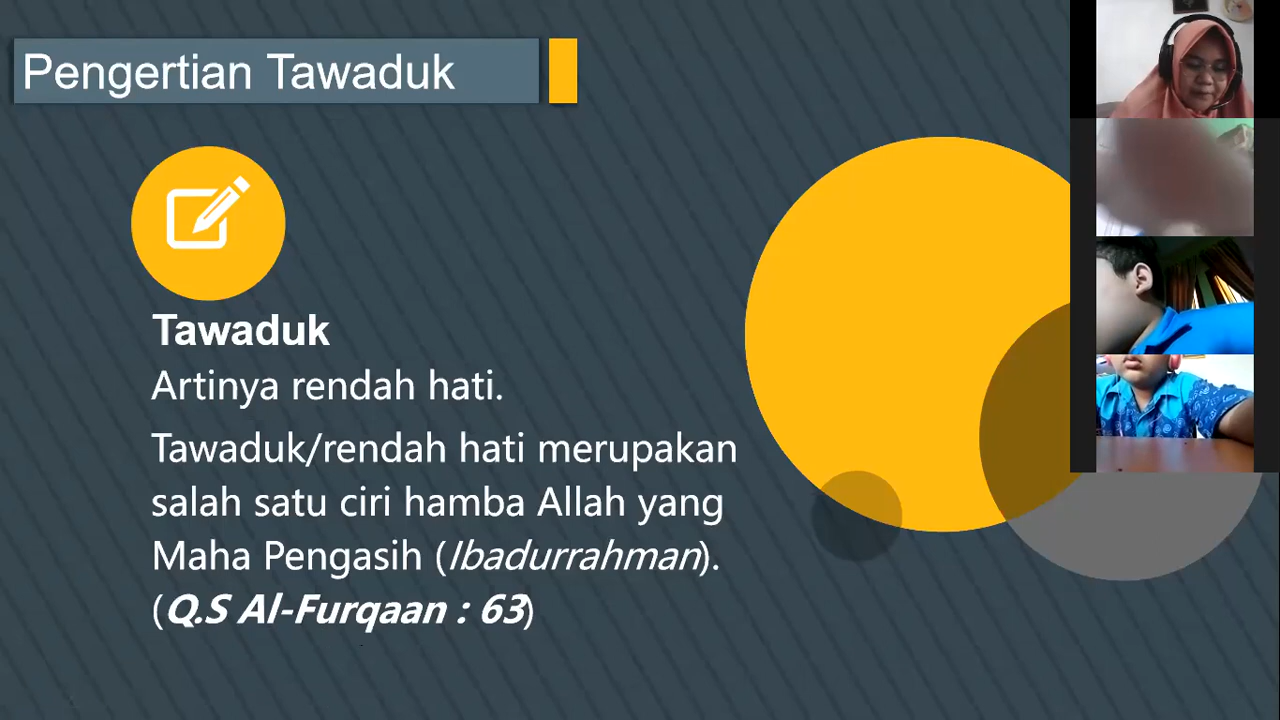 Pengertian Tawaduk
Tawaduk
Artinya rendah hati.
Tawaduk/rendah hati merupakan
salah satu ciri hamba Allah yang
Maha Pengasih (Ibadurrahman).
(Q.S Al-Furqaan : 63)